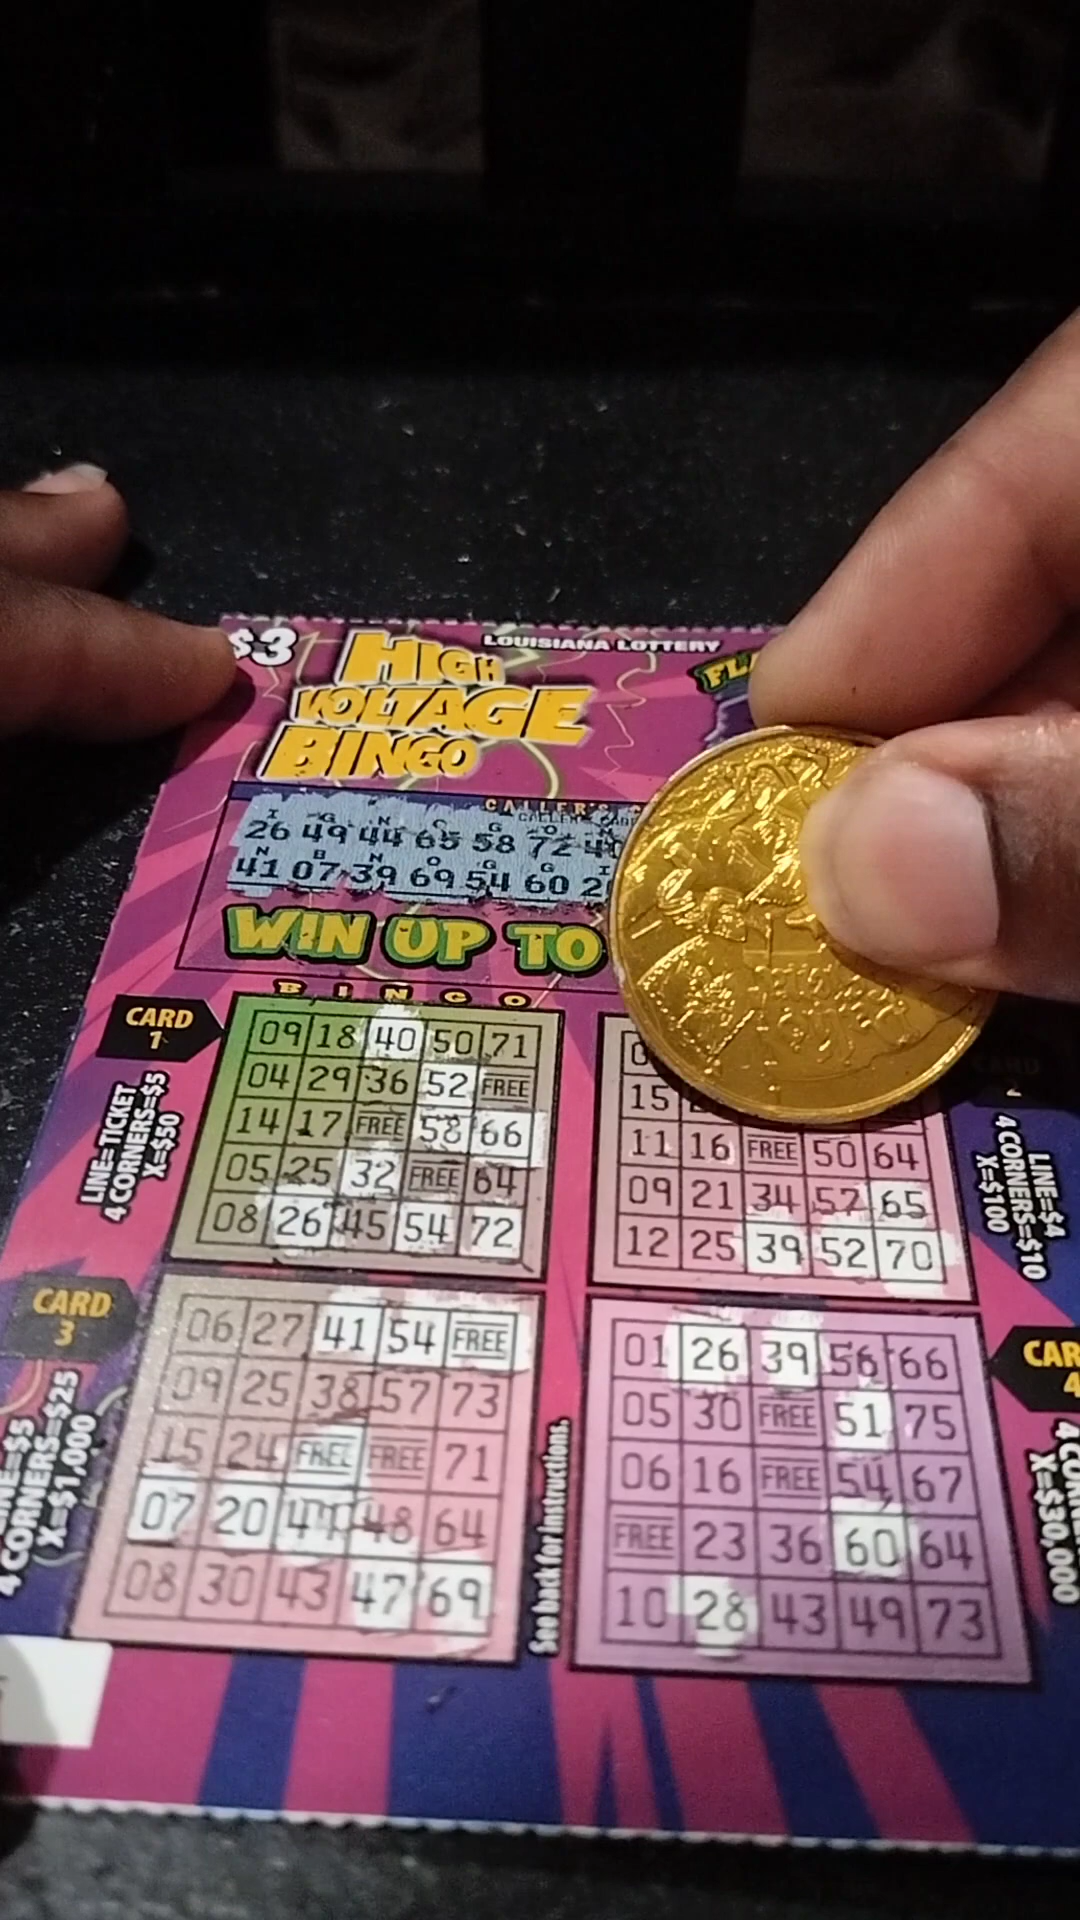 $3
LOUISIANA LOTTERY
HIGH
VOLTAGE
BINGO
CALLER'S
I G N O G O N
26 49 44 65 58 72 40
N B N O G G I
41 07 39 69 54 60
WIN UP TO
B I N G O
CARD
1
LINE=TICKET
4 CORNERS=$5
X=$50
09 18 40 50 71
04 29 36 52 FREE
14 17 FREE 58 66
05 25 32 FREE 64
08 26 45 54 72
15
11 16 FREE 50 64
09 21 34 57 65
12 25 39 52 70
CARD
2
LINE=$4
4 CORNERS=$10
X=$100
CARD
3
4 CORNERS=$25
X=$1,000
06 27 41 54 FREE
09 25 38 57 73
15 24 FREE FREE 71
07 20 44 48 64
08 30 43 47 69
See back for instructions.
01 26 39 56 66
05 30 FREE 51 75
06 16 FREE 54 67
FREE 23 36 60 64
10 28 43 49 73
4
X=$30,000